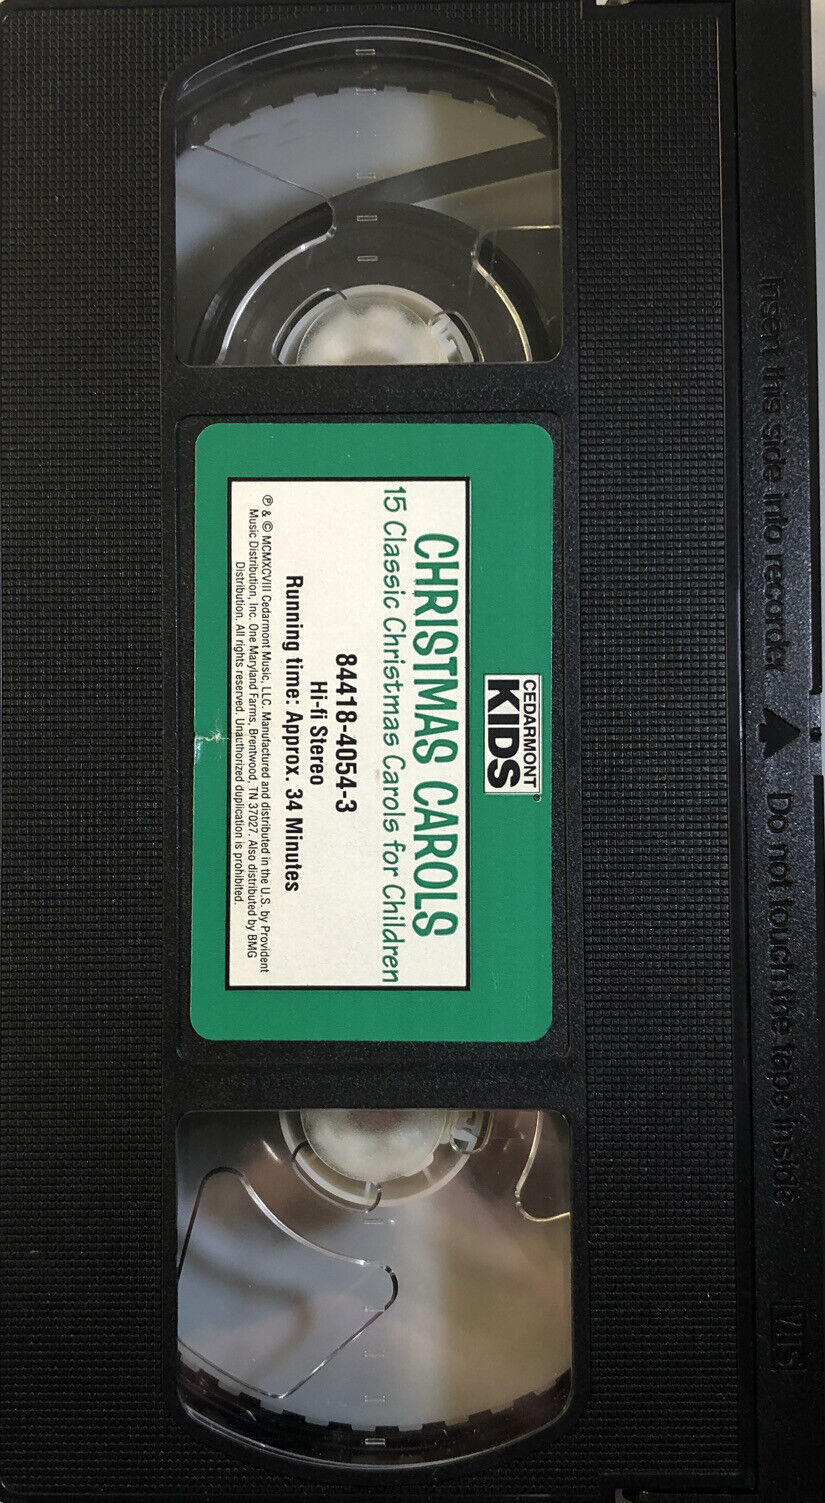 Insert this side into recorder ▲ Do not touch the tape inside
VHS
CEDARMONT
KIDS®
CHRISTMAS CAROLS
15 Classic Christmas Carols for Children
84418-4054-3
Hi-fi Stereo
Running time: Approx. 34 Minutes
℗ & © MCMXCVIII Cedarmont Music, LLC. Manufactured and distributed in the U.S. by Provident
Music Distribution, Inc. One Maryland Farms, Brentwood, TN 37027. Also distributed by BMG
Distribution. All rights reserved. Unauthorized duplication is prohibited.